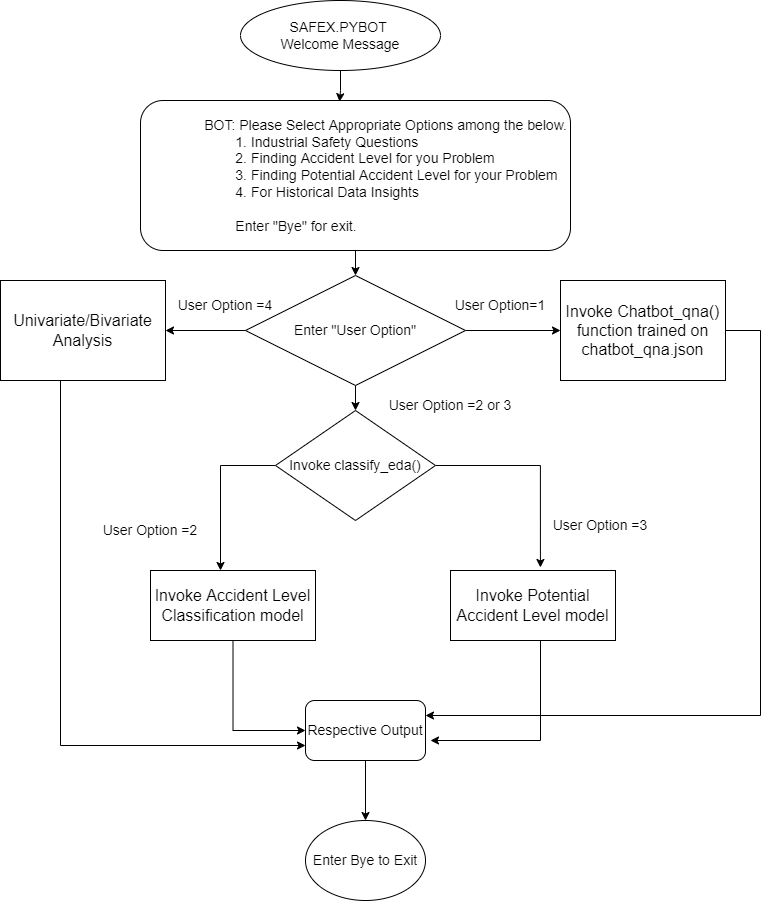 SAFEX.PYBOT
Welcome Message
BOT: Please Select Appropriate Options among the below.
1. Industrial Safety Questions
2. Finding Accident Level for you Problem
3. Finding Potential Accident Level for your Problem
4. For Historical Data Insights
Enter "Bye" for exit.
User Option =4
User Option=1
Univariate/Bivariate
Analysis
Enter "User Option"
Invoke Chatbot_qna()
function trained on
chatbot_qna.json
User Option =2 or 3
Invoke classify_eda()
User Option =2
User Option =3
Invoke Accident Level
Classification model
Invoke Potential
Accident Level model
Respective Output
Enter Bye to Exit